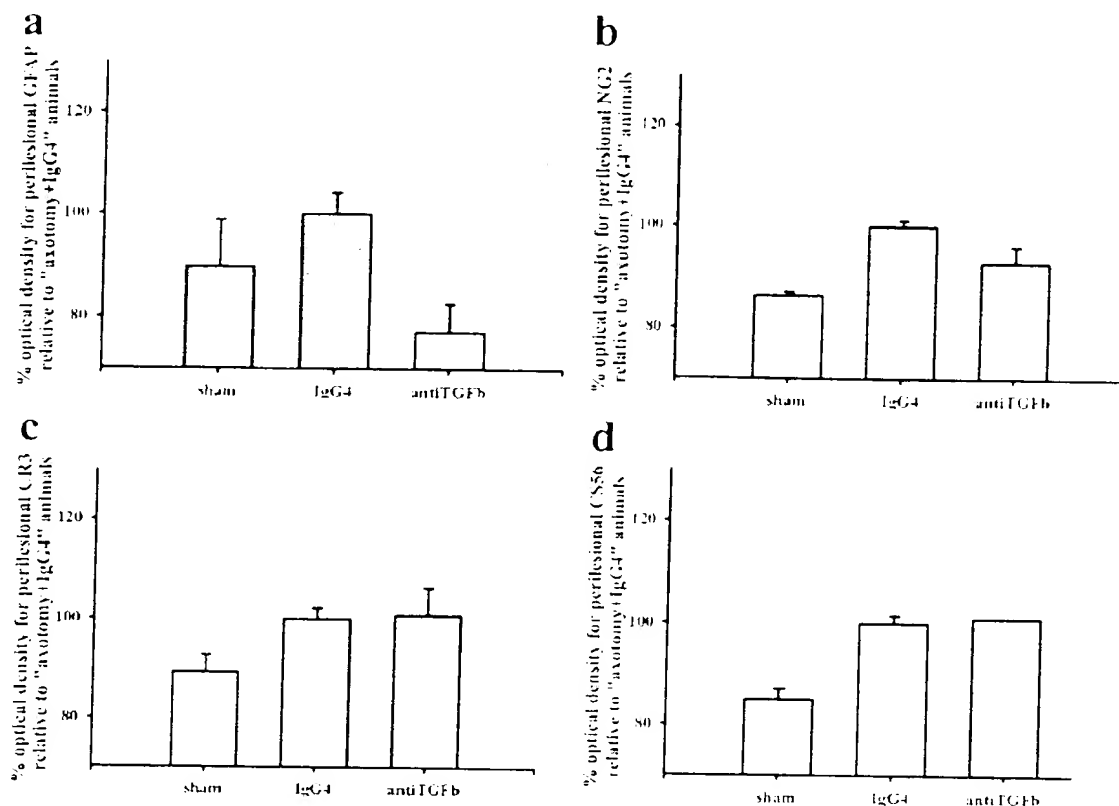 a
% optical density for perilesional GFAP
relative to "axotomy+IgG4" animals
120
100
80
sham IgG4 antiTGFb
b
% optical density for perilesional NG2
relative to "axotomy+IgG4" animals
120
100
80
sham IgG4 antiTGFb
c
% optical density for perilesional CR3
relative to "axotomy+IgG4" animals
120
100
80
sham IgG4 antiTGFb
d
% optical density for perilesional CS56
relative to "axotomy+IgG4" animals
120
100
80
sham IgG4 antiTGFb